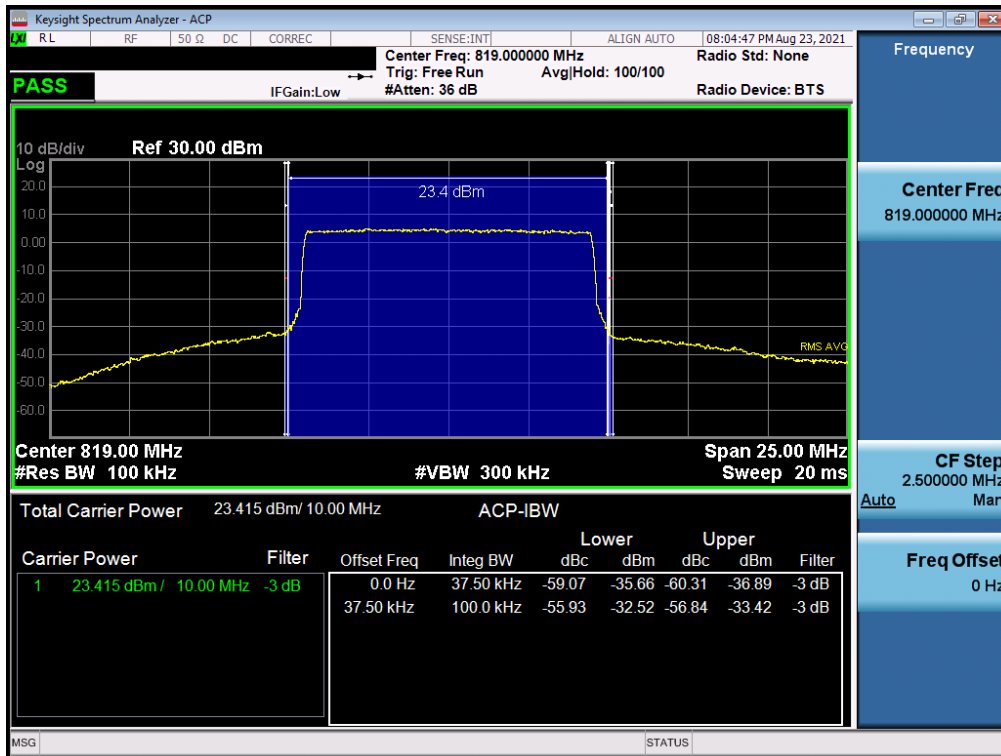 Keysight Spectrum Analyzer - ACP
LXI RL RF 50 Ω DC CORREC SENSE:INT ALIGN AUTO 08:04:47 PM Aug 23, 2021
Center Freq: 819.000000 MHz Radio Std: None
Trig: Free Run Avg|Hold: 100/100
PASS IFGain:Low #Atten: 36 dB Radio Device: BTS
10 dB/div Ref 30.00 dBm
Log
20.0
10.0
0.00
-10.0
-20.0
-30.0
-40.0
-50.0
-60.0
23.4 dBm
RMS AVG
Center 819.00 MHz Span 25.00 MHz
#Res BW 100 kHz #VBW 300 kHz Sweep 20 ms
Total Carrier Power 23.415 dBm/ 10.00 MHz ACP-IBW
Lower Upper
Carrier Power Filter Offset Freq Integ BW dBc dBm dBc dBm Filter
1 23.415 dBm / 10.00 MHz -3 dB 0.0 Hz 37.50 kHz -59.07 -35.66 -60.31 -36.89 -3 dB
37.50 kHz 100.0 kHz -55.93 -32.52 -56.84 -33.42 -3 dB
MSG STATUS
Frequency
Center Freq
819.000000 MHz
CF Step
2.500000 MHz
Auto Man
Freq Offset
0 Hz